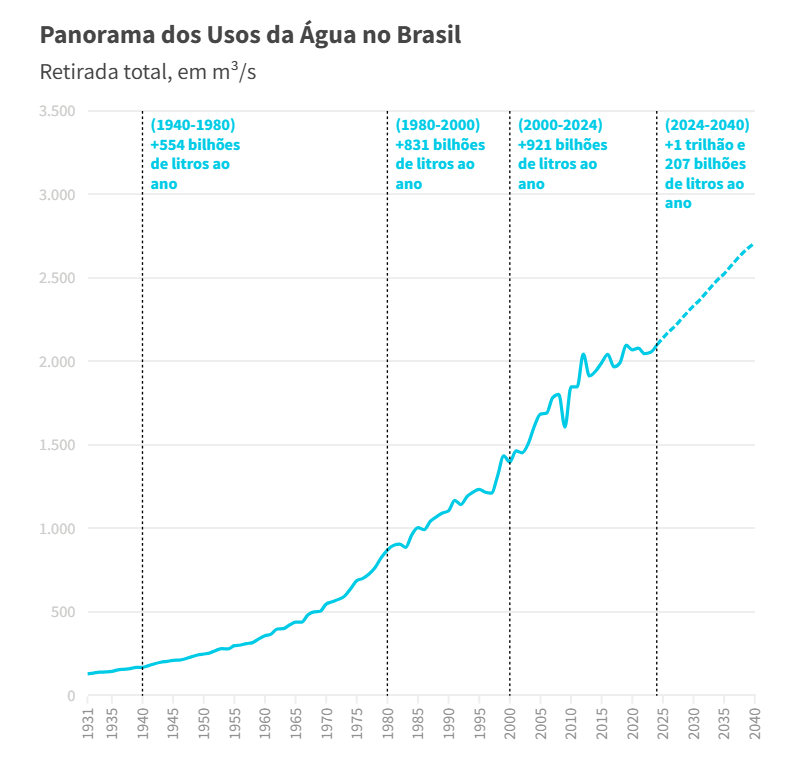 Panorama dos Usos da Água no Brasil
Retirada total, em m³/s
3.500
3.000
2.500
2.000
1.500
1.000
500
0
(1940-1980)
+554 bilhões
de litros ao
ano
(1980-2000)
+831 bilhões
de litros ao
ano
(2000-2024)
+921 bilhões
de litros ao
ano
(2024-2040)
+1 trilhão e
207 bilhões
de litros ao
ano
1931
1935
1940
1945
1950
1955
1960
1965
1970
1975
1980
1985
1990
1995
2000
2005
2010
2015
2020
2025
2030
2035
2040